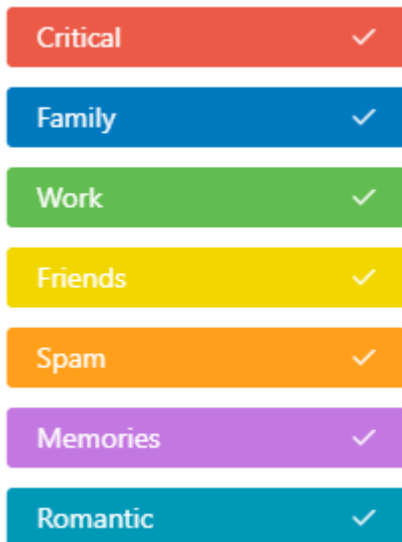 Critical
Family
Work
Friends
Spam
Memories
Romantic